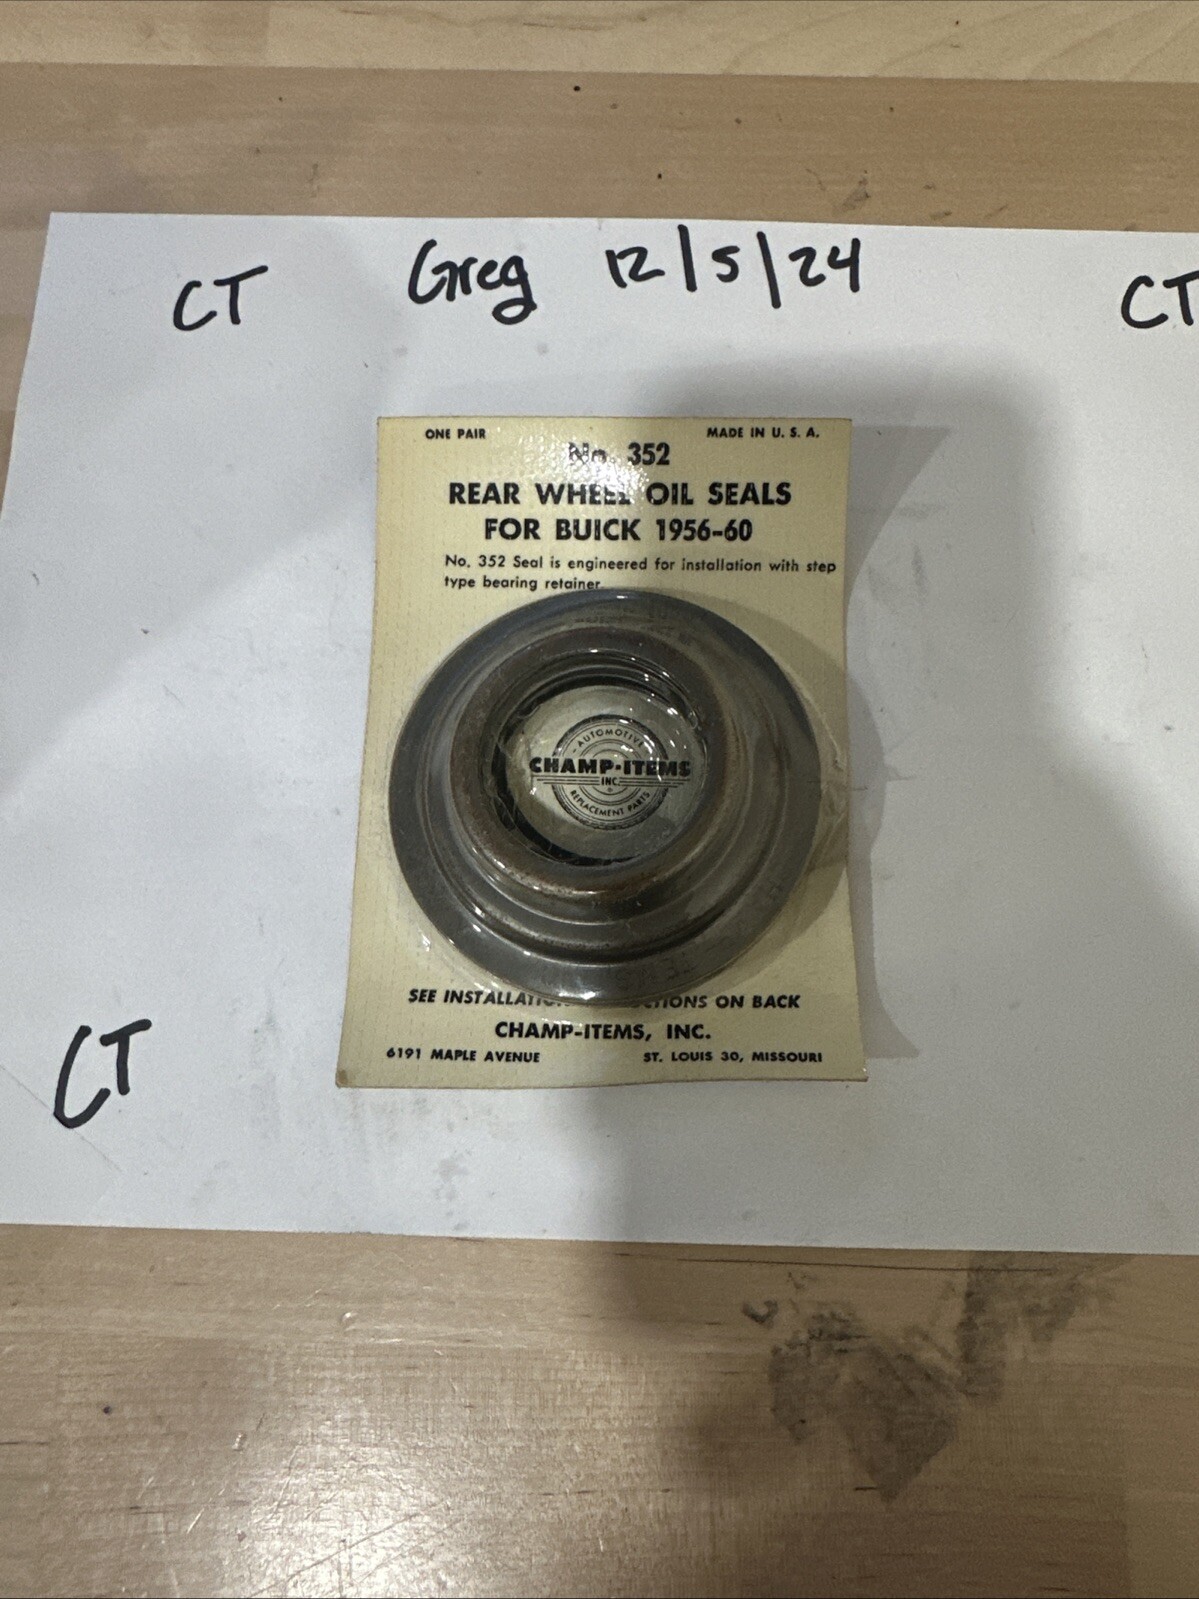 CT Greg 12/5/24 CT
ONE PAIR MADE IN U. S. A.
No. 352
REAR WHEEL OIL SEALS
FOR BUICK 1956-60
No. 352 Seal is engineered for installation with step
type bearing retainer.
AUTOMOTIVE
CHAMP-ITEMS
INC.
REPLACEMENT PARTS
SEE ON BACK
CHAMP-ITEMS, INC.
6191 MAPLE AVENUE ST. LOUIS 30, MISSOURI
CT